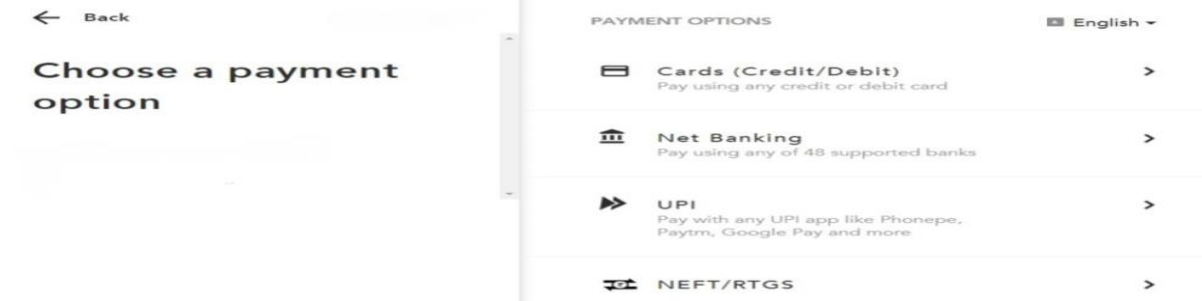 Back
Choose a payment
option
PAYMENT OPTIONS
English
Cards (Credit/Debit)
Pay using any credit or debit card
Net Banking
Pay using any of 48 supported banks
UPI
Pay with any UPI app like Phonepe,
Paytm, Google Pay and more
NEFT/RTGS